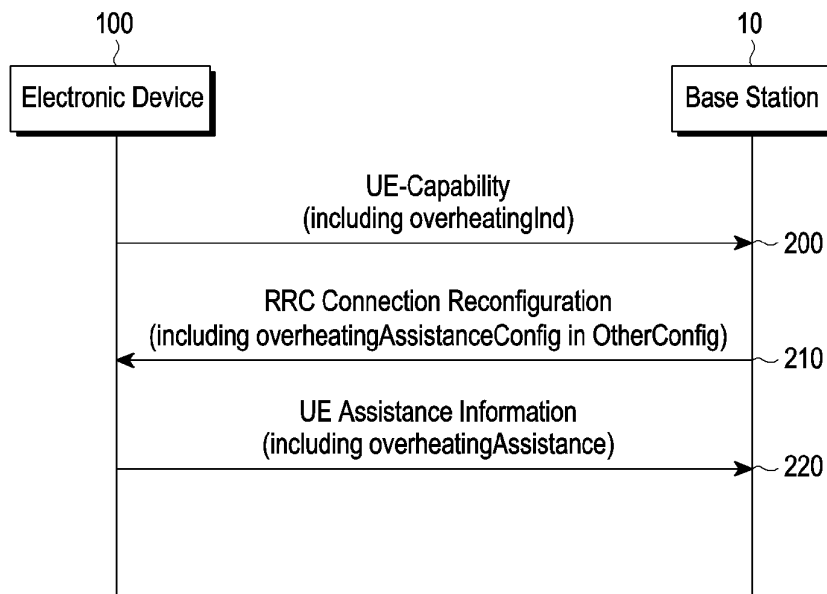 100
10
Electronic Device
Base Station
UE-Capability
(including overheatingInd)
200
RRC Connection Reconfiguration
(including overheatingAssistanceConfig in OtherConfig)
210
UE Assistance Information
(including overheatingAssistance)
220